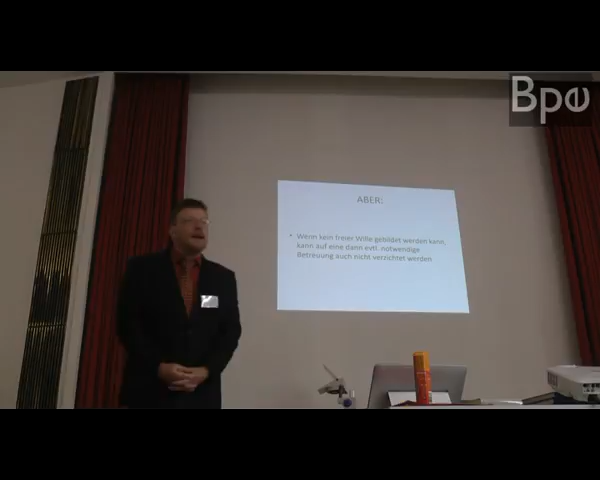 Bpe
ABER:
• Wenn kein freier Wille gebildet werden kann,
kann auf eine dann evtl. notwendige
Betreuung auch nicht verzichtet werden